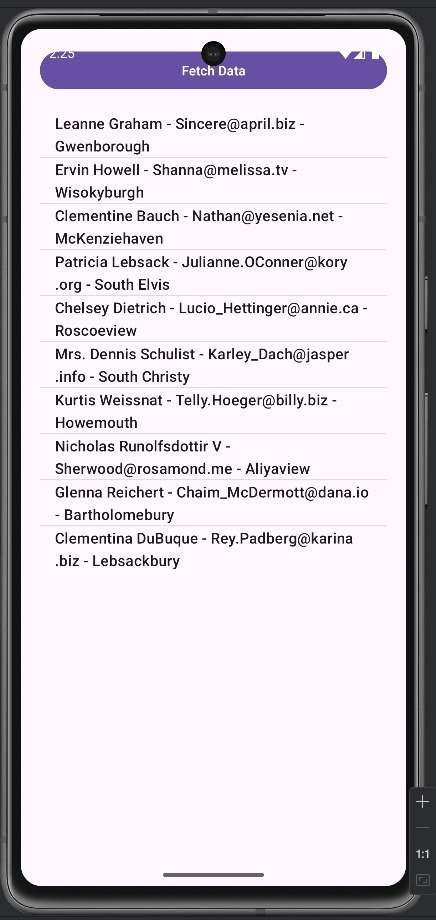 2:25
Fetch Data
Leanne Graham - Sincere@april.biz -
Gwenborough
Ervin Howell - Shanna@melissa.tv -
Wisokyburgh
Clementine Bauch - Nathan@yesenia.net -
McKenziehaven
Patricia Lebsack - Julianne.OConner@kory
.org - South Elvis
Chelsey Dietrich - Lucio_Hettinger@annie.ca -
Roscoeview
Mrs. Dennis Schulist - Karley_Dach@jasper
.info - South Christy
Kurtis Weissnat - Telly.Hoeger@billy.biz -
Howemouth
Nicholas Runolfsdottir V -
Sherwood@rosamond.me - Aliyaview
Glenna Reichert - Chaim_McDermott@dana.io
- Bartholomebury
Clementina DuBuque - Rey.Padberg@karina
.biz - Lebsackbury
1:1